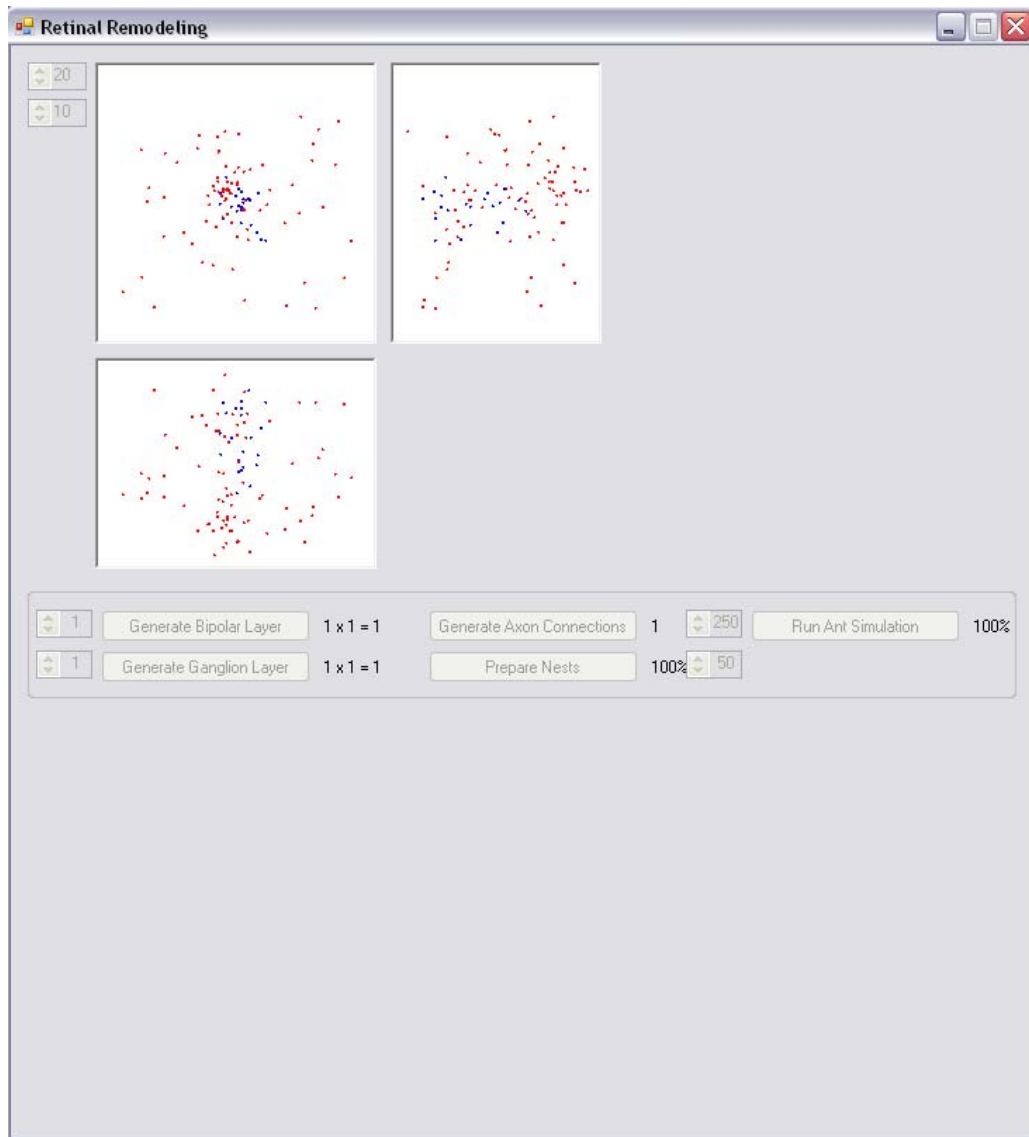 Retinal Remodeling
20
10
1 Generate Bipolar Layer 1 x 1 = 1 Generate Axon Connections 1 250 Run Ant Simulation 100%
1 Generate Ganglion Layer 1 x 1 = 1 Prepare Nests 100% 50